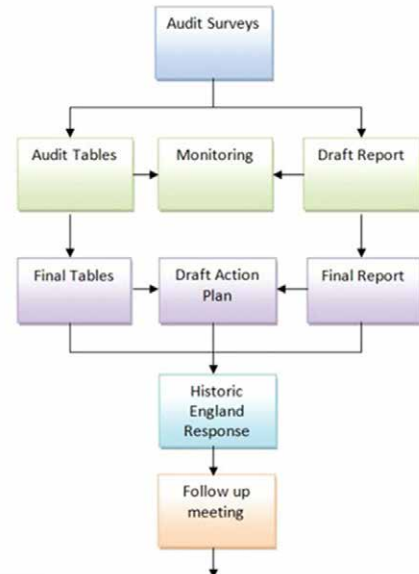 Audit Surveys
Audit Tables
Monitoring
Draft Report
Final Tables
Draft Action
Plan
Final Report
Historic
England
Response
Follow up
meeting